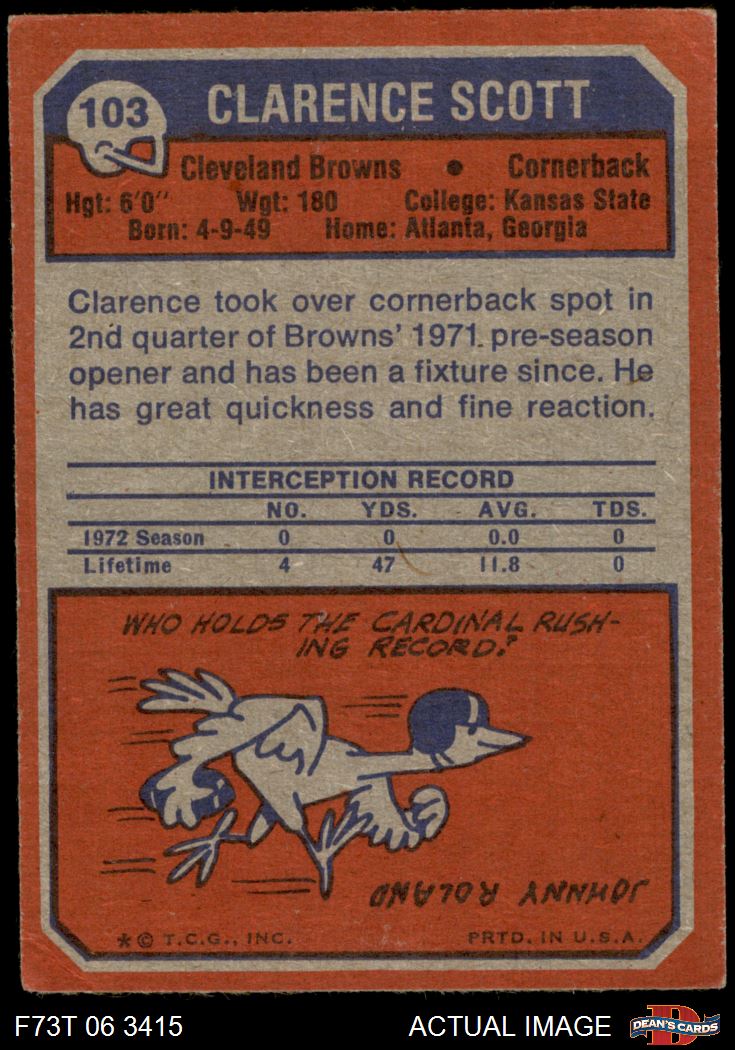 103
CLARENCE SCOTT
Cleveland Browns • Cornerback
Hgt: 6'0" Wgt: 180 College: Kansas State
Born: 4-9-49 Home: Atlanta, Georgia
Clarence took over cornerback spot in
2nd quarter of Browns' 1971 pre-season
opener and has been a fixture since. He
has great quickness and fine reaction.
INTERCEPTION RECORD
NO. YDS. AVG. TDS.
1972 Season 0 0 0.0 0
Lifetime 4 47 11.8 0
WHO HOLDS THE CARDINAL RUSH-
ING RECORD?
JOHNNY ROLAND
*© T.C.G., INC. PRTD. IN U.S.A.
F73T 06 3415 ACTUAL IMAGE DEAN'S CARDS